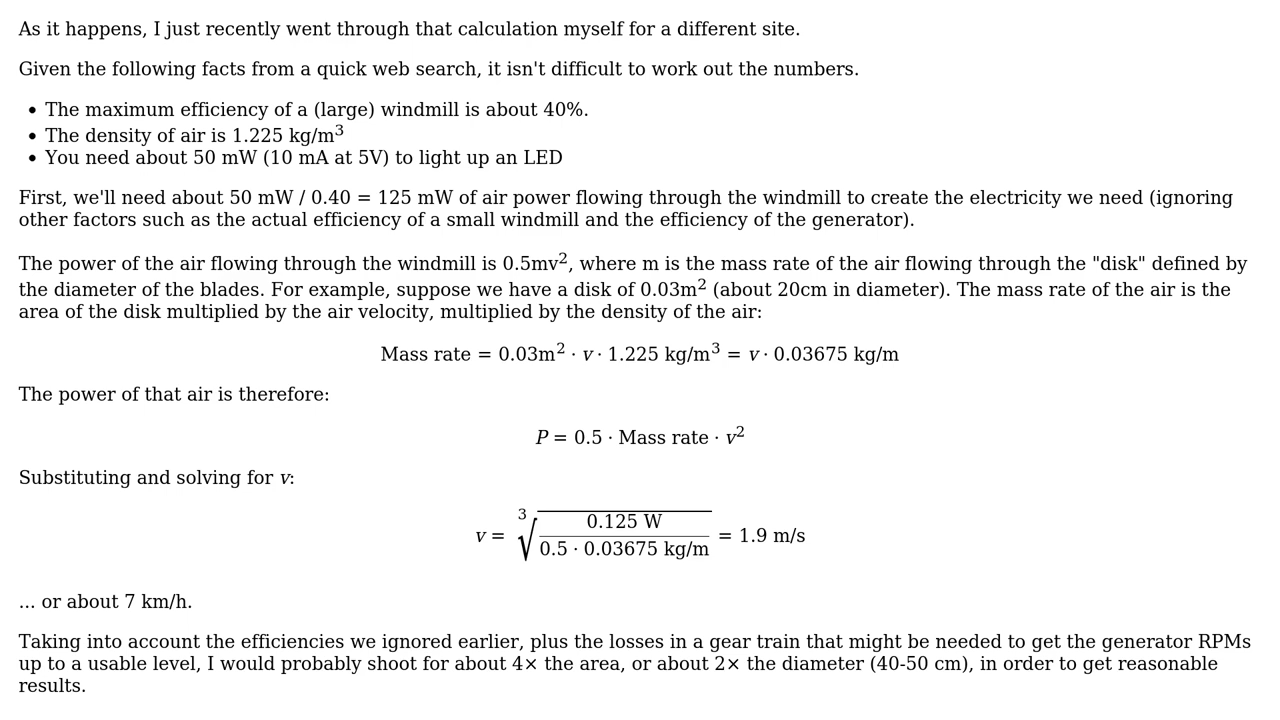 As it happens, I just recently went through that calculation myself for a different site.
Given the following facts from a quick web search, it isn't difficult to work out the numbers.
• The maximum efficiency of a (large) windmill is about 40%.
• The density of air is 1.225 kg/m³
• You need about 50 mW (10 mA at 5V) to light up an LED
First, we'll need about 50 mW / 0.40 = 125 mW of air power flowing through the windmill to create the electricity we need (ignoring
other factors such as the actual efficiency of a small windmill and the efficiency of the generator).
The power of the air flowing through the windmill is 0.5mv², where m is the mass rate of the air flowing through the "disk" defined by
the diameter of the blades. For example, suppose we have a disk of 0.03m² (about 20cm in diameter). The mass rate of the air is the
area of the disk multiplied by the air velocity, multiplied by the density of the air:
Mass rate = 0.03m² · v · 1.225 kg/m³ = v · 0.03675 kg/m
The power of that air is therefore:
P = 0.5 · Mass rate · v²
Substituting and solving for v:
v = ∛(0.125 W / (0.5 · 0.03675 kg/m)) = 1.9 m/s
... or about 7 km/h.
Taking into account the efficiencies we ignored earlier, plus the losses in a gear train that might be needed to get the generator RPMs
up to a usable level, I would probably shoot for about 4× the area, or about 2× the diameter (40-50 cm), in order to get reasonable
results.